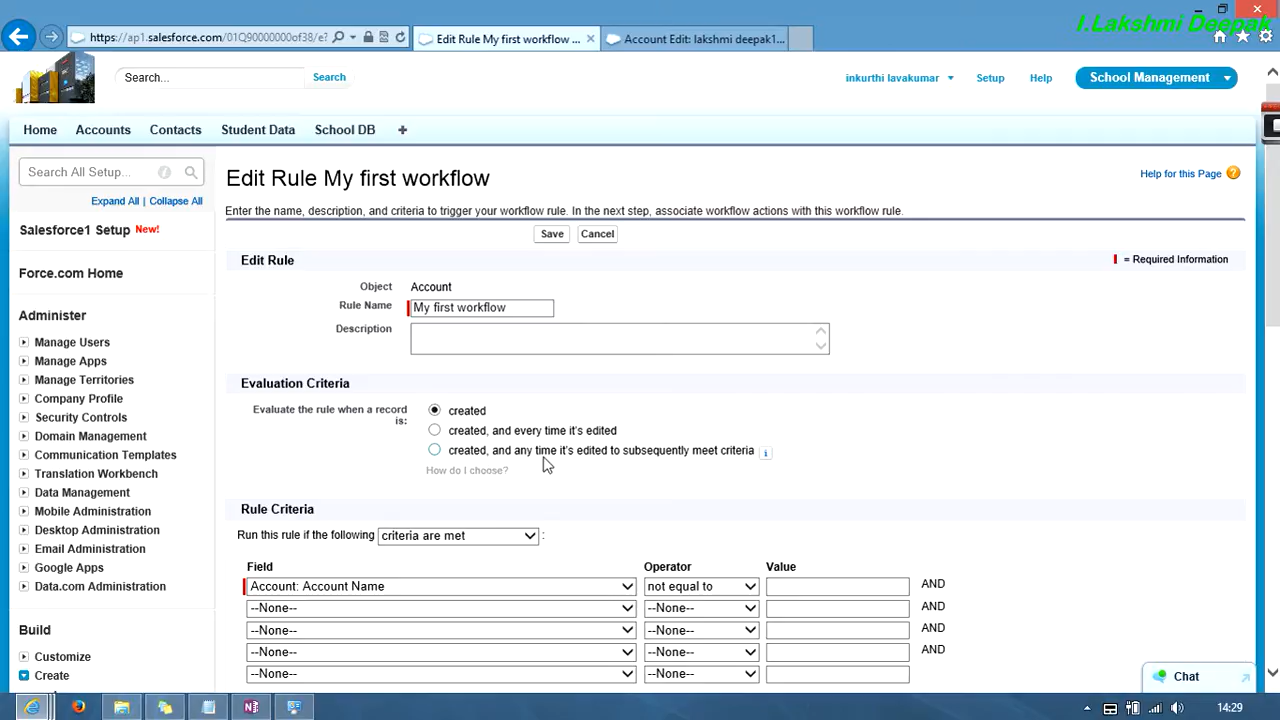 I.Lakshmi Deepak
https://ap1.salesforce.com/01Q90000000of38/e?
Edit Rule My first workflow ...
Account Edit: lakshmi deepak1...
Search...
Search
inkurthi lavakumar
Setup
Help
School Management
Home
Accounts
Contacts
Student Data
School DB
Search All Setup...
Expand All | Collapse All
Salesforce1 Setup New!
Force.com Home
Administer
Manage Users
Manage Apps
Manage Territories
Company Profile
Security Controls
Domain Management
Communication Templates
Translation Workbench
Data Management
Mobile Administration
Desktop Administration
Email Administration
Google Apps
Data.com Administration
Build
Customize
Create
Edit Rule My first workflow
Help for this Page
Enter the name, description, and criteria to trigger your workflow rule. In the next step, associate workflow actions with this workflow rule.
Save Cancel
Edit Rule
= Required Information
Object Account
Rule Name My first workflow
Description
Evaluation Criteria
Evaluate the rule when a record is:
created
created, and every time it's edited
created, and any time it's edited to subsequently meet criteria
How do I choose?
Rule Criteria
Run this rule if the following criteria are met :
Field Operator Value
Account: Account Name not equal to AND
--None-- --None-- AND
--None-- --None-- AND
--None-- --None-- AND
--None-- --None--
Chat
14:29